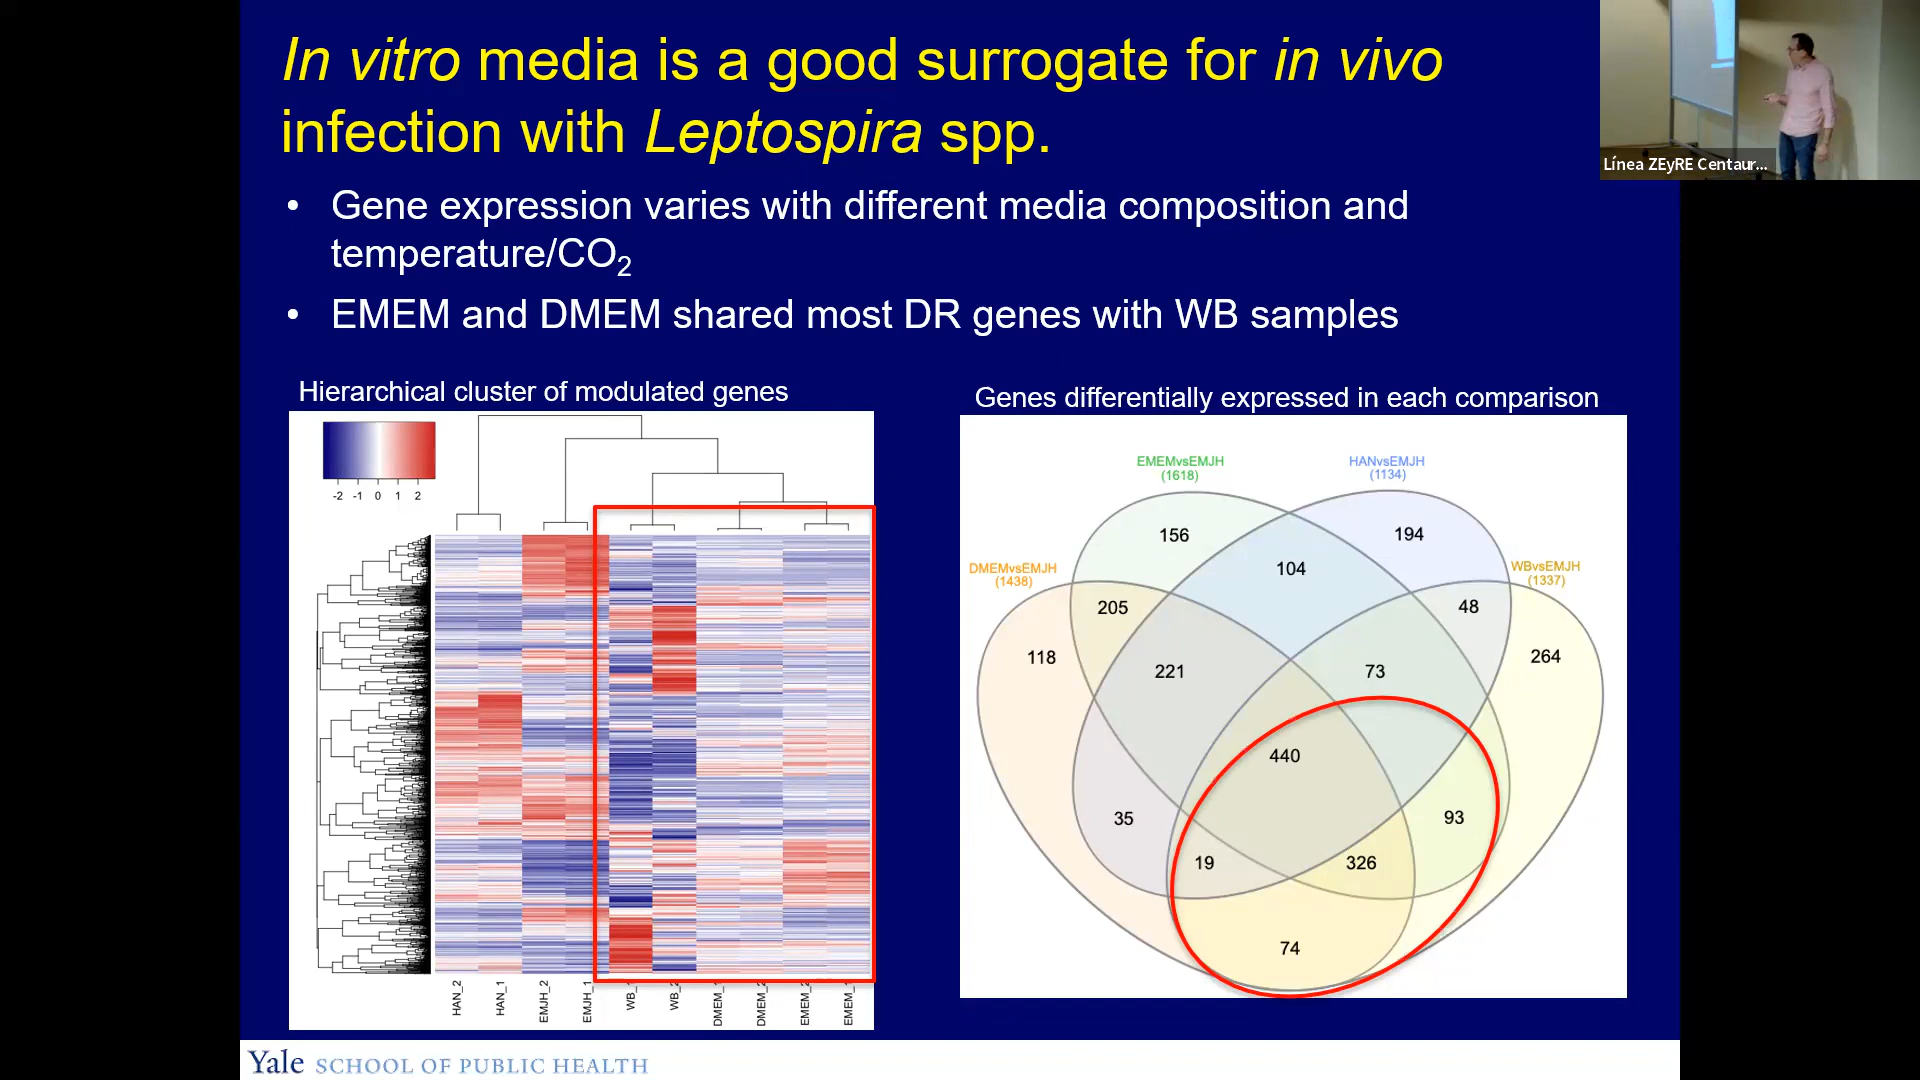 In vitro media is a good surrogate for in vivo
infection with Leptospira spp.
Línea ZEyRE Centaur...
• Gene expression varies with different media composition and
temperature/CO2
• EMEM and DMEM shared most DR genes with WB samples
Hierarchical cluster of modulated genes
-2 -1 0 1 2
HAN_2 HAN_1 EMJH_2 EMJH_1 WB_ WB_2 DMEM_1 DMEM_2 EMEM_2 EMEM_1
Genes differentially expressed in each comparison
EMEMvsEMJH
(1618)
HANvsEMJH
(1134)
DMEMvsEMJH
(1438)
WBvsEMJH
(1337)
156
194
104
205
48
118
221
73
264
440
35
93
19
326
74
Yale SCHOOL OF PUBLIC HEALTH